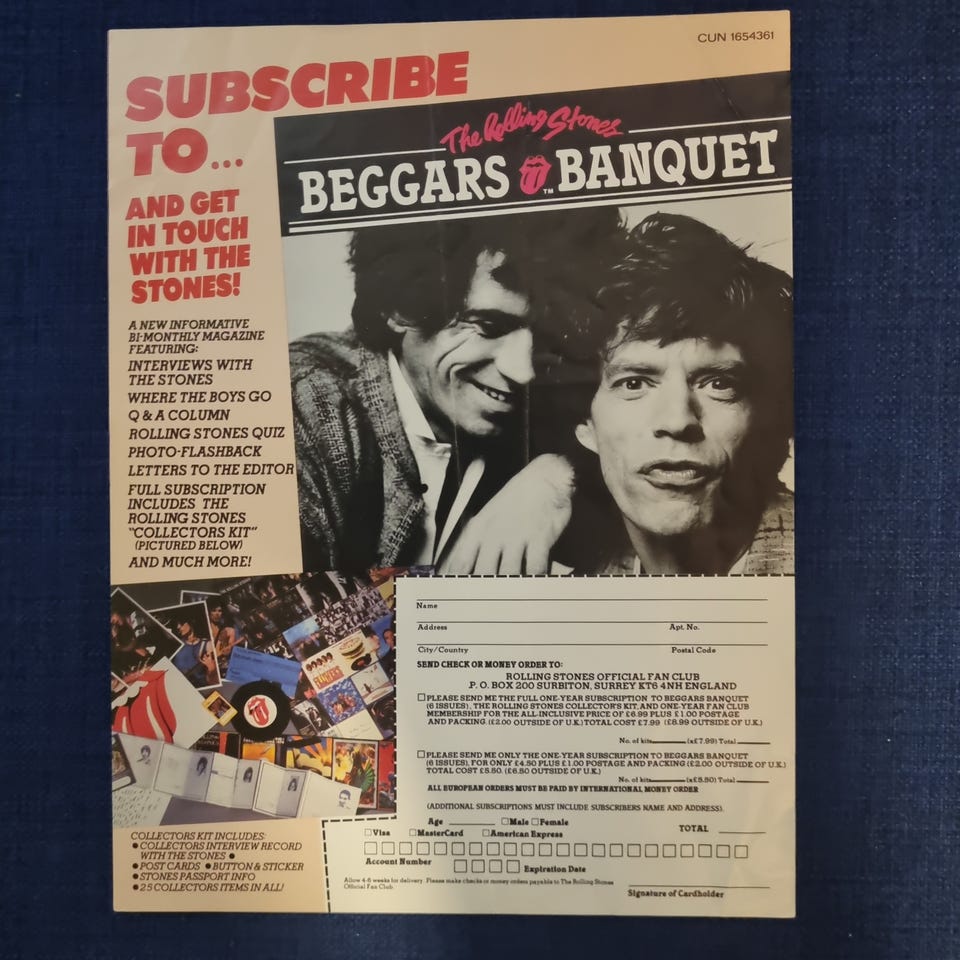 CUN 1654361
SUBSCRIBE
TO...
AND GET
IN TOUCH
WITH THE
STONES!
The Rolling Stones
BEGGARS BANQUET
TM
A NEW INFORMATIVE
BI-MONTHLY MAGAZINE
FEATURING:
INTERVIEWS WITH
THE STONES
WHERE THE BOYS GO
Q & A COLUMN
ROLLING STONES QUIZ
PHOTO-FLASHBACK
LETTERS TO THE EDITOR
FULL SUBSCRIPTION
INCLUDES THE
ROLLING STONES
"COLLECTORS KIT"
(PICTURED BELOW)
AND MUCH MORE!
COLLECTORS KIT INCLUDES:
• COLLECTORS INTERVIEW RECORD
WITH THE STONES •
• POST CARDS • BUTTON & STICKER
• STONES PASSPORT INFO
• 25 COLLECTORS ITEMS IN ALL!
Name
Address Apt. No.
City/Country Postal Code
SEND CHECK OR MONEY ORDER TO:
ROLLING STONES OFFICIAL FAN CLUB
P. O. BOX 200 SURBITON, SURREY KT6 4NH ENGLAND
PLEASE SEND ME THE FULL ONE-YEAR SUBSCRIPTION TO BEGGARS BANQUET
(6 ISSUES), THE ROLLING STONES COLLECTOR'S KIT, AND ONE-YEAR FAN CLUB
MEMBERSHIP FOR THE ALL-INCLUSIVE PRICE OF £6.99 PLUS £1.00 POSTAGE
AND PACKING. (£2.00 OUTSIDE OF U.K.) TOTAL COST £7.99 (£8.99 OUTSIDE OF U.K.)
No. of kits (x£7.99) Total
PLEASE SEND ME ONLY THE ONE-YEAR SUBSCRIPTION TO BEGGARS BANQUET
(6 ISSUES), FOR ONLY £4.50 PLUS £1.00 POSTAGE AND PACKING (£2.00 OUTSIDE OF U.K.)
TOTAL COST £5.50. (£6.50 OUTSIDE OF U.K.)
No. of kits (x£5.50) Total
ALL EUROPEAN ORDERS MUST BE PAID BY INTERNATIONAL MONEY ORDER
(ADDITIONAL SUBSCRIPTIONS MUST INCLUDE SUBSCRIBERS NAME AND ADDRESS).
Age Male Female
Visa MasterCard American Express TOTAL
Account Number
Expiration Date
Allow 4-6 weeks for delivery. Please make checks or money orders payable to The Rolling Stones
Official Fan Club.
Signature of Cardholder